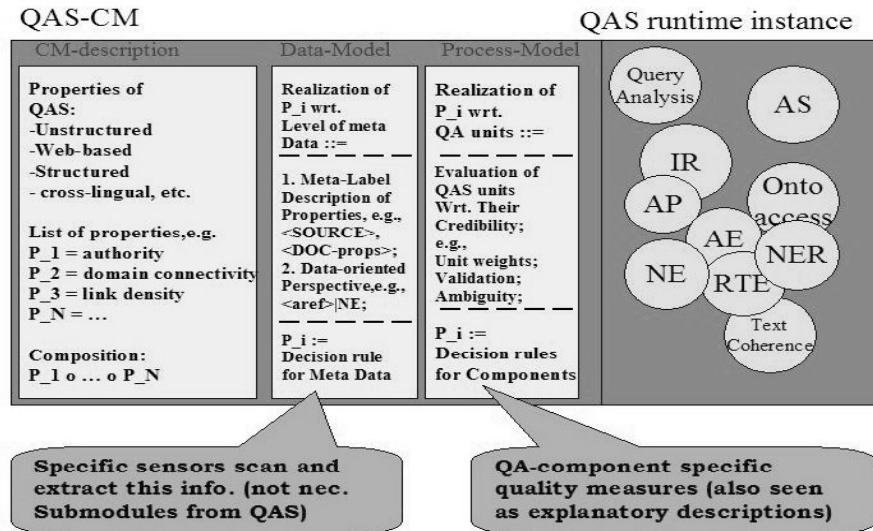 QAS-CM
QAS runtime instance
CM-description
Data-Model
Process-Model
Properties of
QAS:
-Unstructured
-Web-based
-Structured
- cross-lingual, etc.
List of properties,e.g.
P_1 = authority
P_2 = domain connectivity
P_3 = link density
P_N = ...
Composition:
P_1 o ... o P_N
Realization of
P_i wrt.
Level of meta
Data ::=
1. Meta-Label
Description of
Properties, e.g.,
<SOURCE>,
<DOC-props>;
2. Data-oriented
Perspective,e.g.,
<aref>|NE;
P_i :=
Decision rule
for Meta Data
Realization of
P_i wrt.
QA units ::=
Evaluation of
QAS units
Wrt. Their
Credibility;
e.g.,
Unit weights;
Validation;
Ambiguity;
P_i :=
Decision rules
for Components
Query
Analysis
AS
IR
AP
Onto
access
AE
NER
NE
RTE
Text
Coherence
Specific sensors scan and
extract this info. (not nec.
Submodules from QAS)
QA-component specific
quality measures (also seen
as explanatory descriptions)